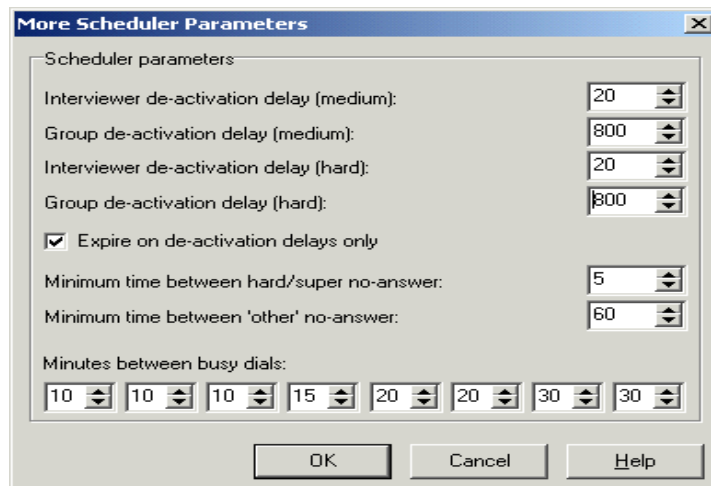 More Scheduler Parameters
Scheduler parameters
Interviewer de-activation delay (medium): 20
Group de-activation delay (medium): 800
Interviewer de-activation delay (hard): 20
Group de-activation delay (hard): 800
Expire on de-activation delays only
Minimum time between hard/super no-answer: 5
Minimum time between 'other' no-answer: 60
Minutes between busy dials:
10 10 10 15 20 20 30 30
OK Cancel Help